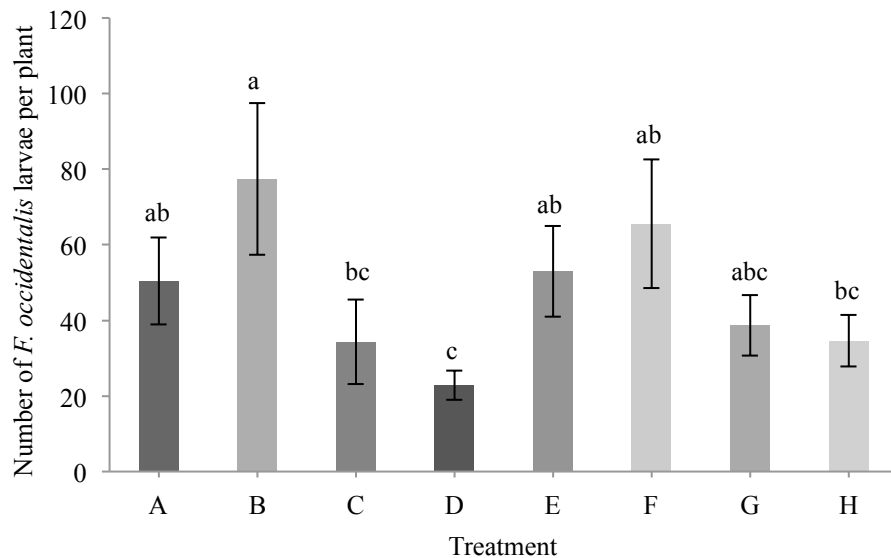 120
100
80
60
40
20
0
Number of F. occidentalis larvae per plant
ab
a
bc
c
ab
ab
abc
bc
A B C D E F G H
Treatment